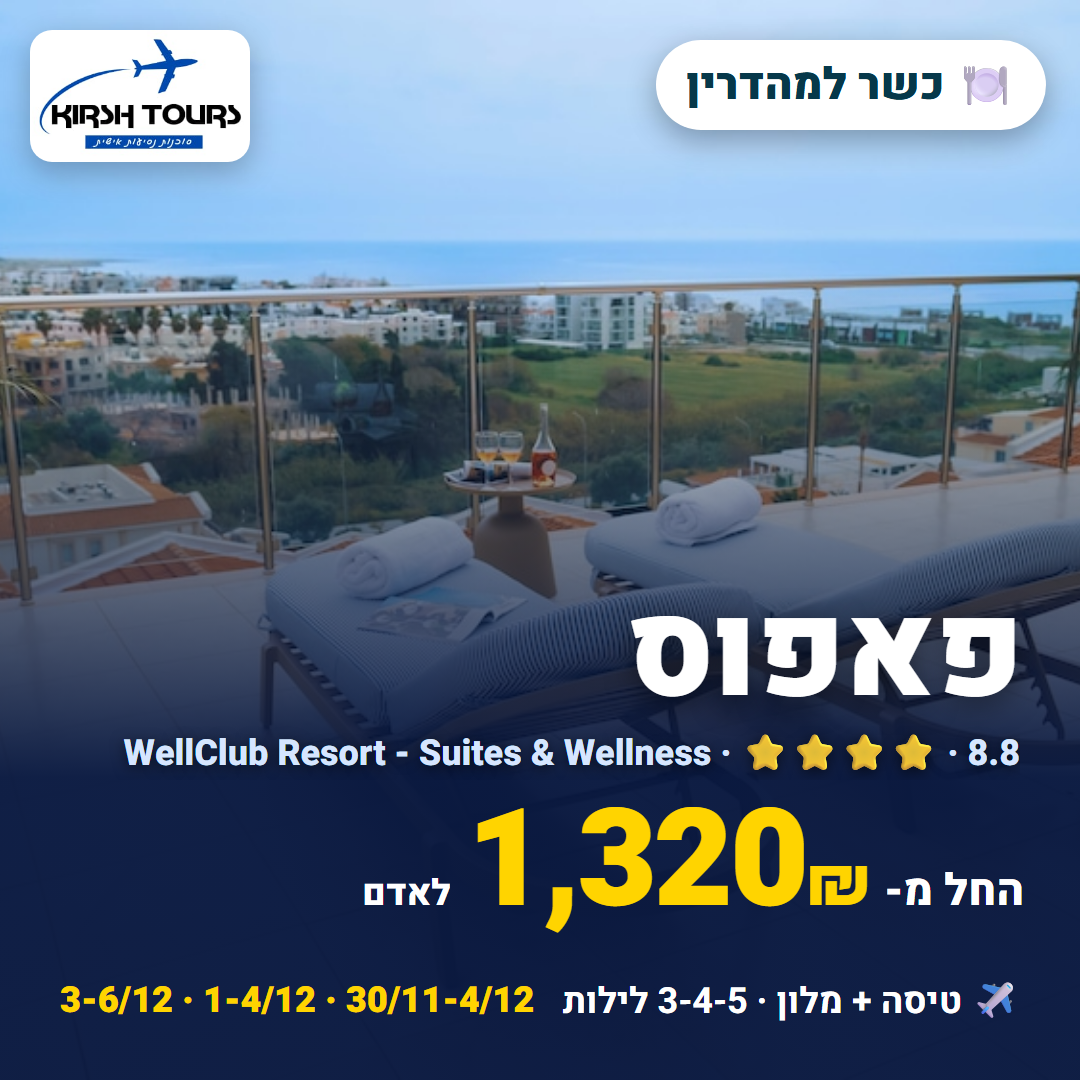 KIRSH TOURS
סוכנות נסיעות אישית
כשר למהדרין
פאפוס
8.8 · ⭐⭐⭐⭐ · WellClub Resort - Suites & Wellness
החל מ- ₪1,320 לאדם
✈️ טיסה + מלון · 3-4-5 לילות 30/11-4/12 · 1-4/12 · 3-6/12